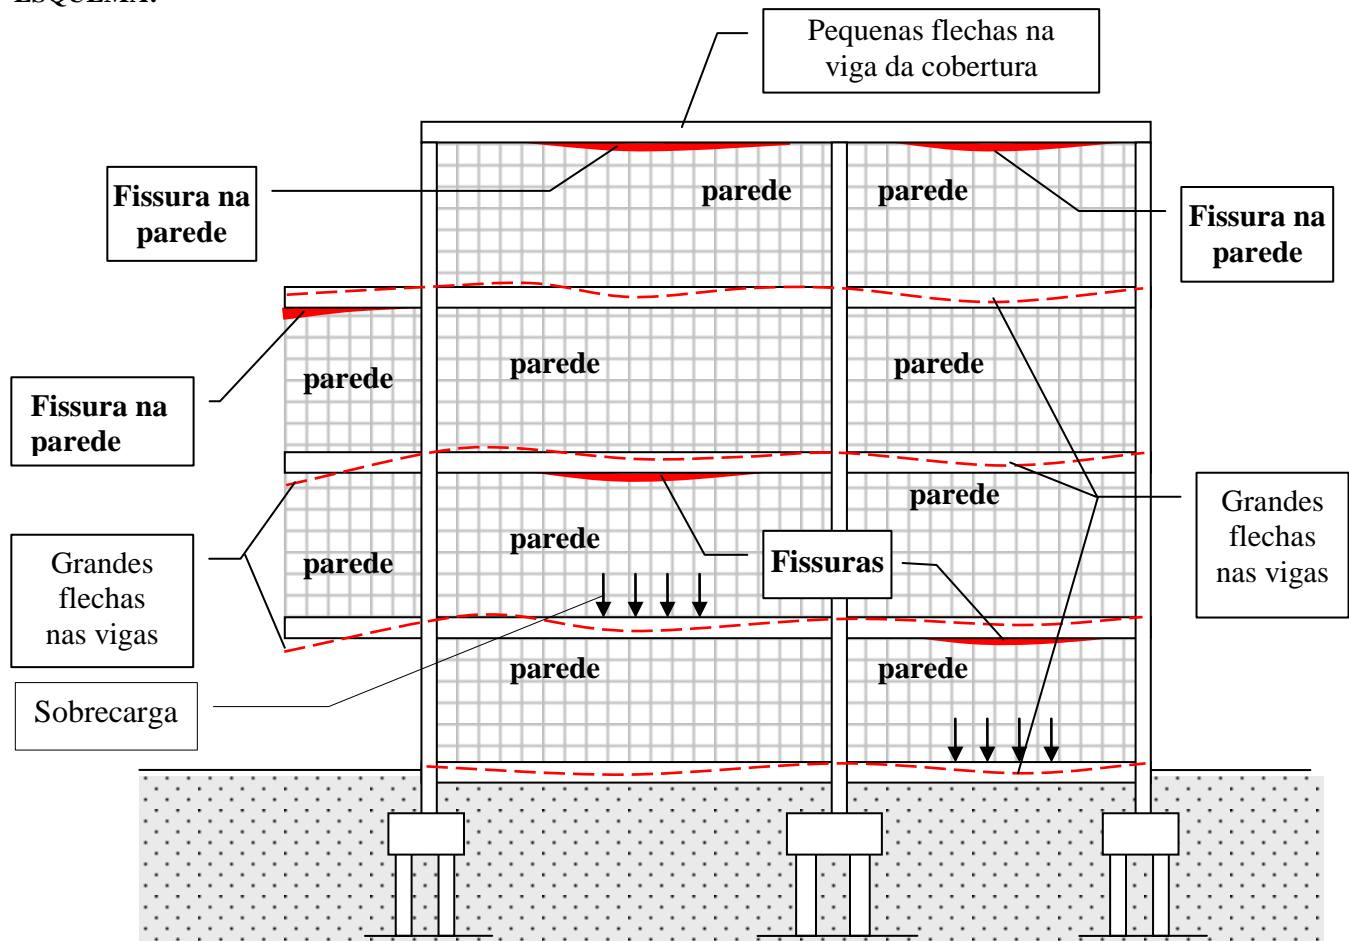 ESQUEMA:
Pequenas flechas na
viga da cobertura
Fissura na
parede
parede
parede
Fissura na
parede
parede
parede
parede
Fissura na
parede
parede
parede
parede
Fissuras
Grandes
flechas
nas vigas
Grandes
flechas
nas vigas
parede
parede
Sobrecarga